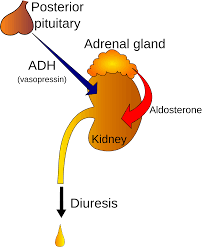 Posterior
pituitary
Adrenal gland
ADH
(vasopressin)
Aldosterone
Kidney
Diuresis